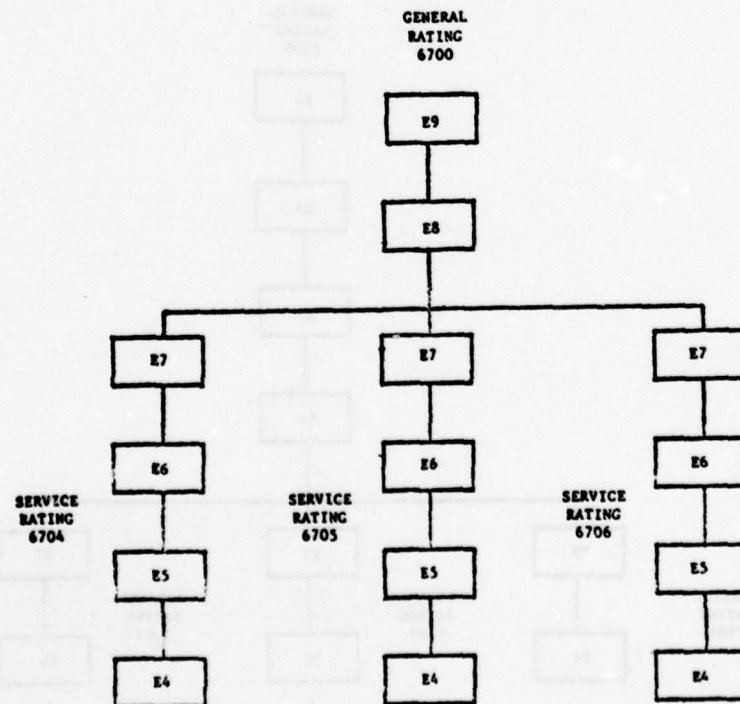 GENERAL
RATING
6700
E9
E8
E7
E7
E7
E6
E6
E6
SERVICE
RATING
6704
SERVICE
RATING
6705
SERVICE
RATING
6706
E5
E5
E5
E4
E4
E4